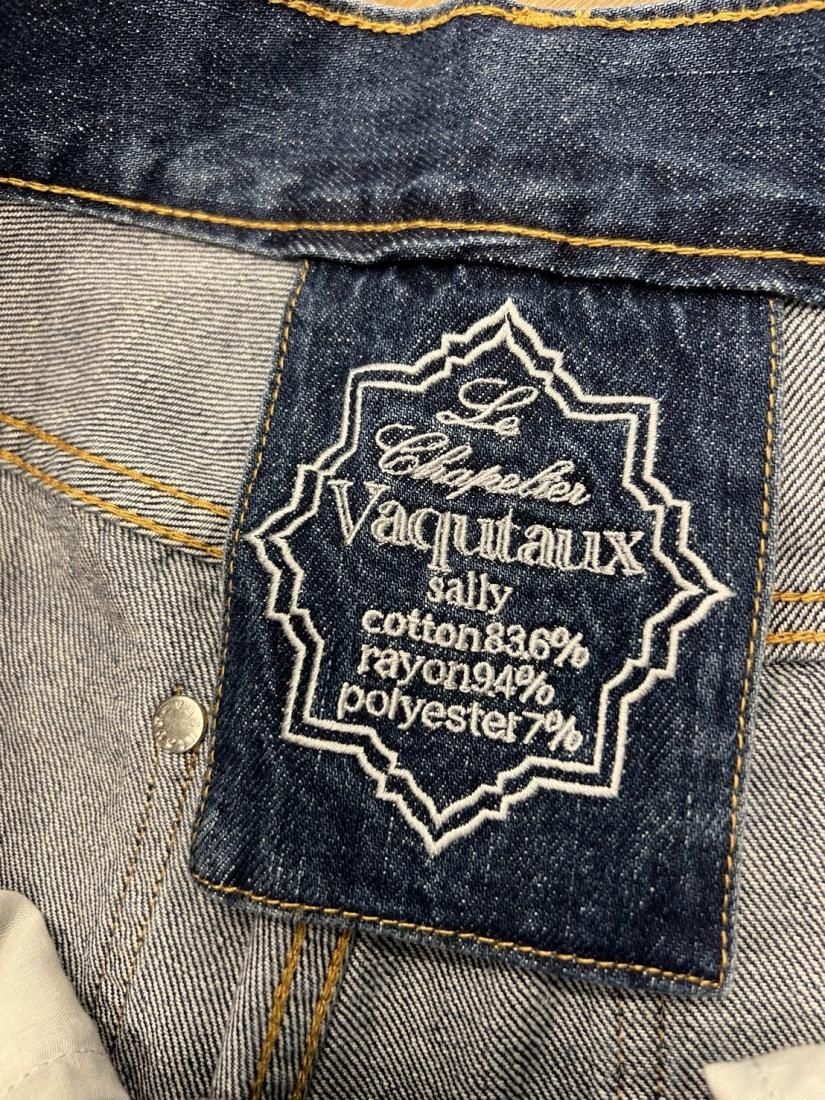 Le
Chapelier
Vaqutaux
sally
cotton83.6%
rayon9.4%
polyester7%